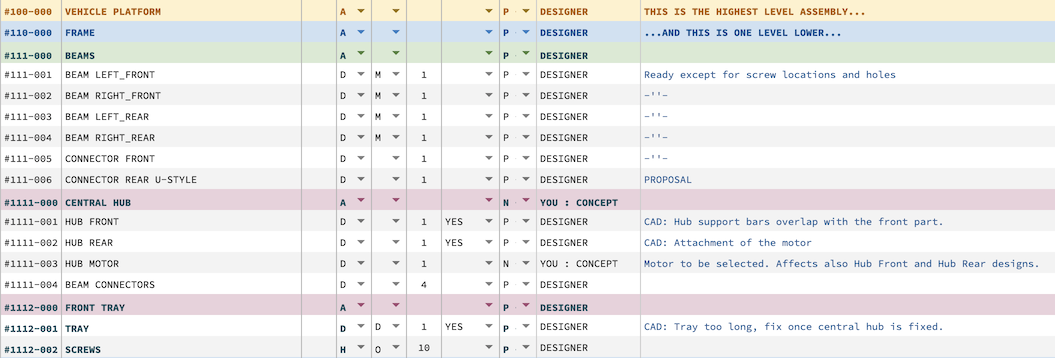 #100-000 VEHICLE PLATFORM A P DESIGNER THIS IS THE HIGHEST LEVEL ASSEMBLY...
#110-000 FRAME A P DESIGNER ...AND THIS IS ONE LEVEL LOWER...
#111-000 BEAMS A P DESIGNER
#111-001 BEAM LEFT_FRONT D M 1 P DESIGNER Ready except for screw locations and holes
#111-002 BEAM RIGHT_FRONT D M 1 P DESIGNER -''-
#111-003 BEAM LEFT_REAR D M 1 P DESIGNER -''-
#111-004 BEAM RIGHT_REAR D M 1 P DESIGNER -''-
#111-005 CONNECTOR FRONT D 1 P DESIGNER -''-
#111-006 CONNECTOR REAR U-STYLE D 1 P DESIGNER PROPOSAL
#1111-000 CENTRAL HUB A N YOU : CONCEPT
#1111-001 HUB FRONT D 1 YES P DESIGNER CAD: Hub support bars overlap with the front part.
#1111-002 HUB REAR D 1 YES P DESIGNER CAD: Attachment of the motor
#1111-003 HUB MOTOR D 1 N YOU : CONCEPT Motor to be selected. Affects also Hub Front and Hub Rear designs.
#1111-004 BEAM CONNECTORS D 4 P DESIGNER
#1112-000 FRONT TRAY A P DESIGNER
#1112-001 TRAY D D 1 YES P DESIGNER CAD: Tray too long, fix once central hub is fixed.
#1112-002 SCREWS H O 10 P DESIGNER